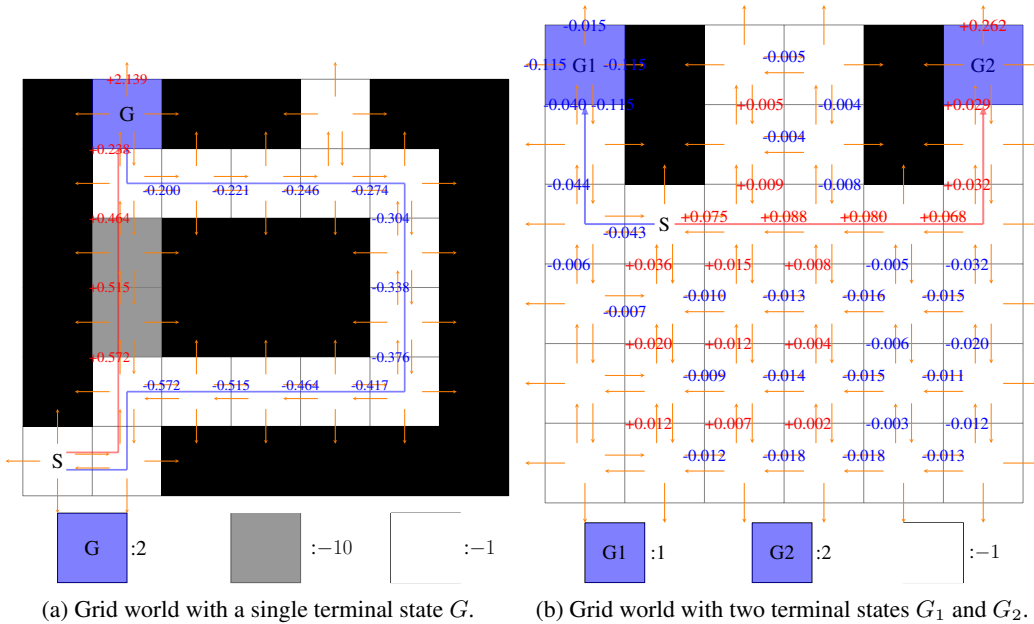 +2.139
G
+0.238
-0.200 -0.221 -0.246 -0.274
+0.464 -0.304
+0.515 -0.338
+0.572 -0.376
-0.572 -0.515 -0.464 -0.417
S
G :2 :−10 :−1
(a) Grid world with a single terminal state G.
-0.015 +0.262
-0.005
-0.115 G1 -0.115 G2
-0.040 -0.115 +0.005 -0.004 +0.029
-0.004
-0.044 +0.009 -0.008 +0.032
+0.075 +0.088 +0.080 +0.068
S
-0.043
-0.006 +0.036 +0.015 +0.008 -0.005 -0.032
-0.010 -0.013 -0.016 -0.015
-0.007
+0.020 +0.012 +0.004 -0.006 -0.020
-0.009 -0.014 -0.015 -0.011
+0.012 +0.007 +0.002 -0.003 -0.012
-0.012 -0.018 -0.018 -0.013
G1 :1 G2 :2 :−1
(b) Grid world with two terminal states G1 and G2.